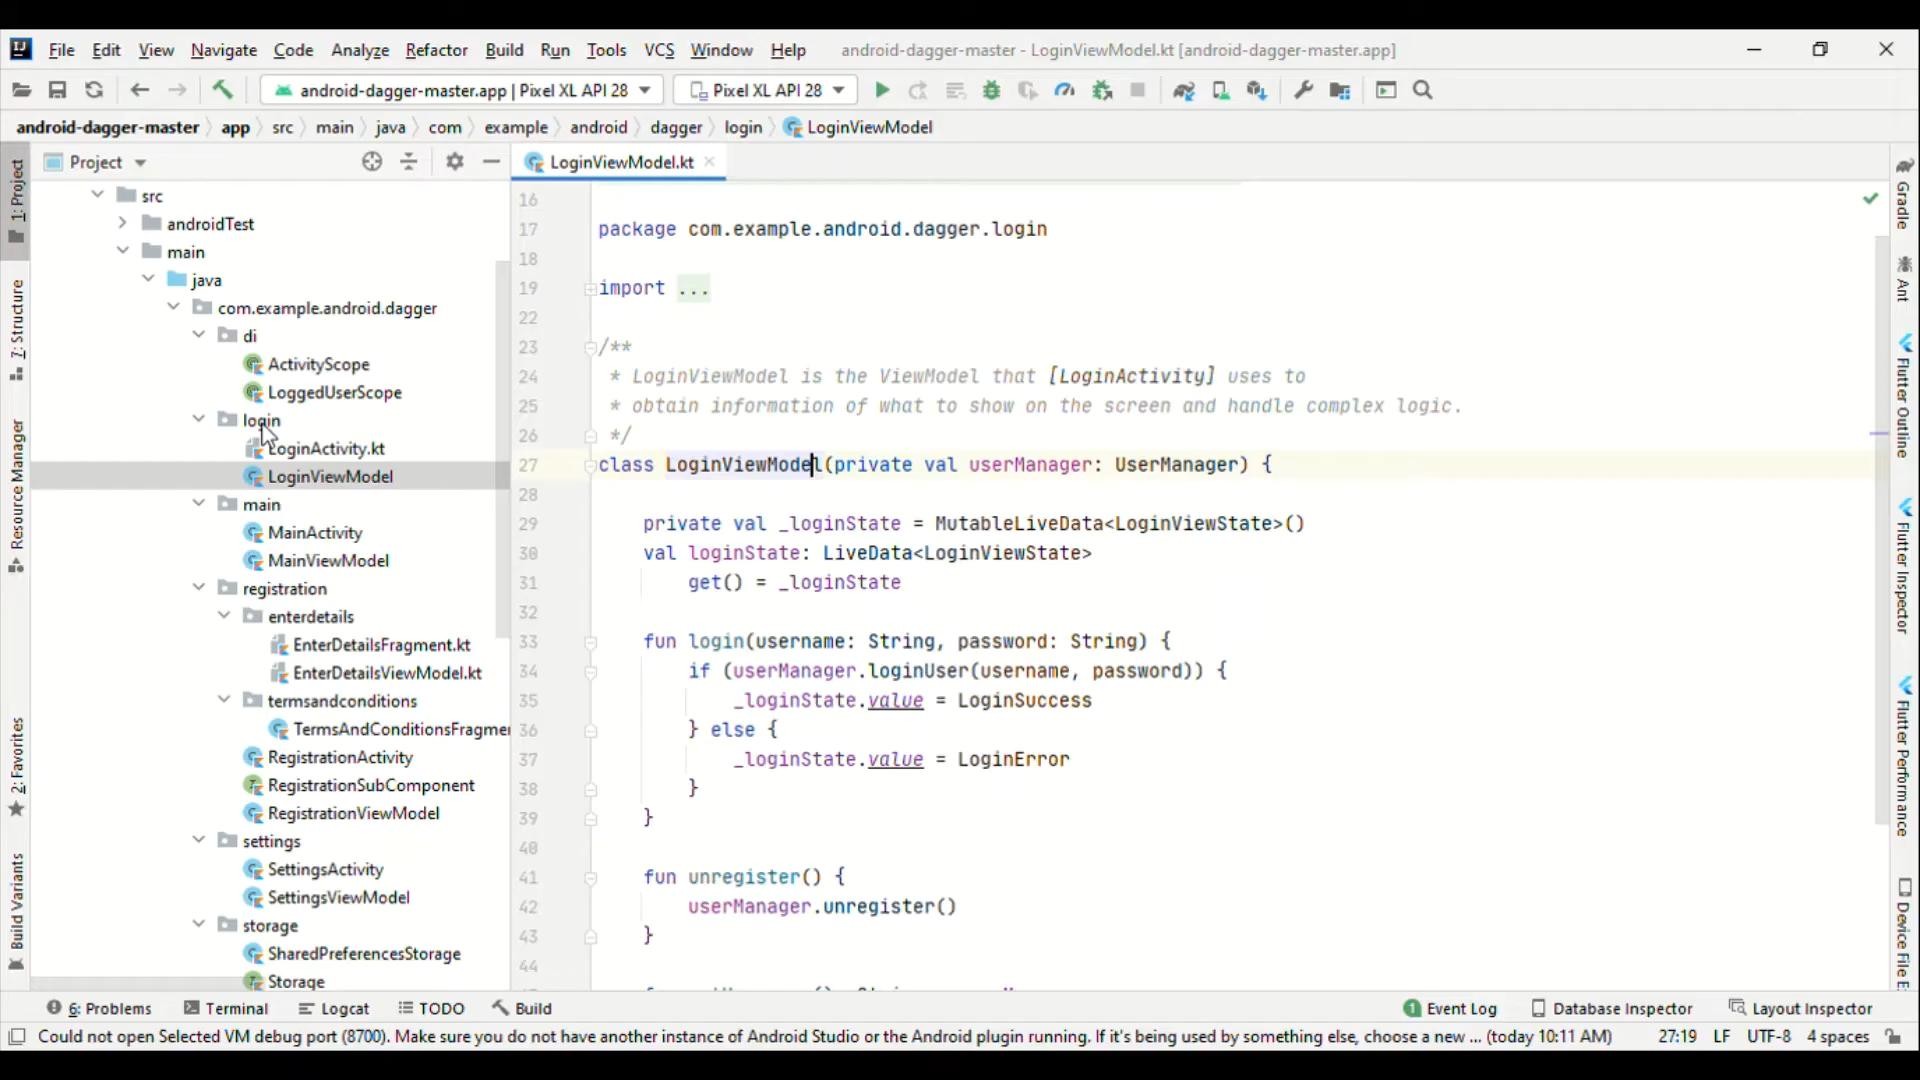 IJ File Edit View Navigate Code Analyze Refactor Build Run Tools VCS Window Help android-dagger-master - LoginViewModel.kt [android-dagger-master.app]
android-dagger-master.app | Pixel XL API 28 Pixel XL API 28
android-dagger-master app src main java com example android dagger login LoginViewModel
Project
LoginViewModel.kt
1: Project
7: Structure
Resource Manager
2: Favorites
Build Variants
src
androidTest
main
java
com.example.android.dagger
di
ActivityScope
LoggedUserScope
login
LoginActivity.kt
LoginViewModel
main
MainActivity
MainViewModel
registration
enterdetails
EnterDetailsFragment.kt
EnterDetailsViewModel.kt
termsandconditions
TermsAndConditionsFragmen
RegistrationActivity
RegistrationSubComponent
RegistrationViewModel
settings
SettingsActivity
SettingsViewModel
storage
SharedPreferencesStorage
Storage
16
17 package com.example.android.dagger.login
18
19 import ...
22
23 /**
24 * LoginViewModel is the ViewModel that [LoginActivity] uses to
25 * obtain information of what to show on the screen and handle complex logic.
26 */
27 class LoginViewModel(private val userManager: UserManager) {
28
29 private val _loginState = MutableLiveData<LoginViewState>()
30 val loginState: LiveData<LoginViewState>
31 get() = _loginState
32
33 fun login(username: String, password: String) {
34 if (userManager.loginUser(username, password)) {
35 _loginState.value = LoginSuccess
36 } else {
37 _loginState.value = LoginError
38 }
39 }
40
41 fun unregister() {
42 userManager.unregister()
43 }
44
Gradle
Ant
Flutter Outline
Flutter Inspector
Flutter Performance
Device File E
6: Problems Terminal Logcat TODO Build 1 Event Log Database Inspector Layout Inspector
Could not open Selected VM debug port (8700). Make sure you do not have another instance of Android Studio or the Android plugin running. If it's being used by something else, choose a new ... (today 10:11 AM) 27:19 LF UTF-8 4 spaces